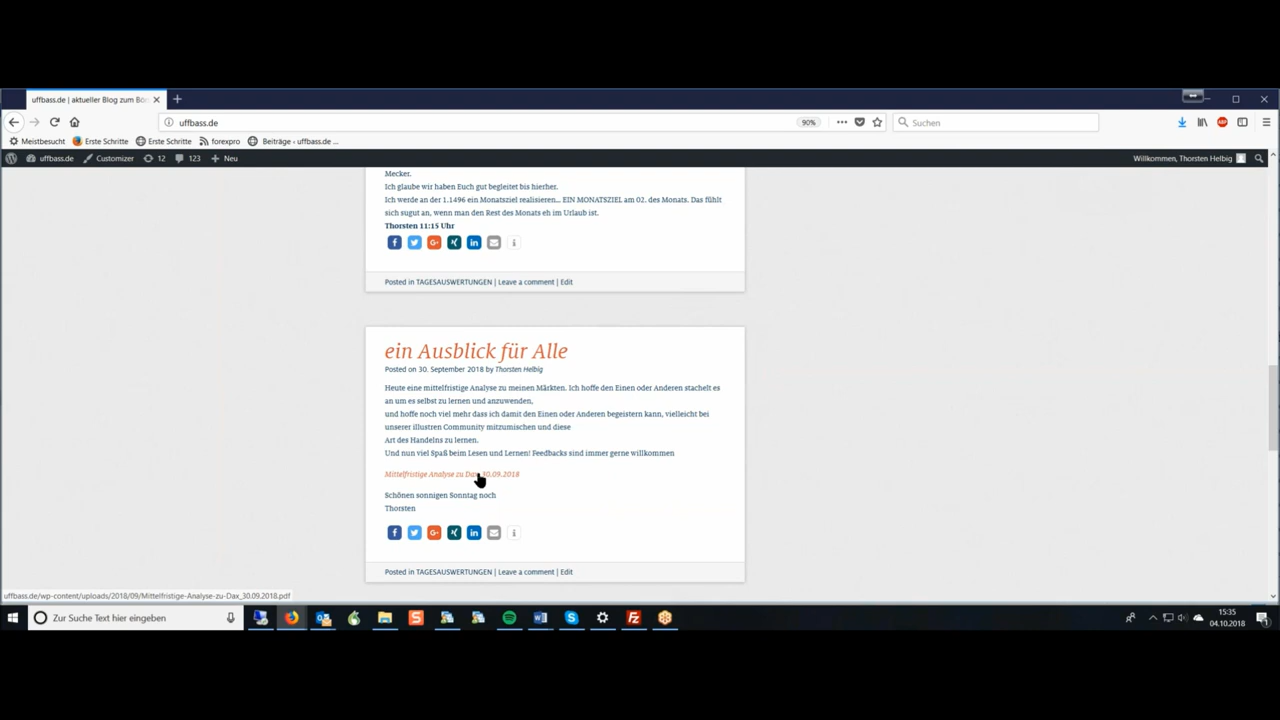 uffbass.de | aktueller Blog zum Bör
uffbass.de
90%
Suchen
Meistbesucht
Erste Schritte
Erste Schritte
forexpro
Beiträge ‹ uffbass.de ...
uffbass.de
Customizer
12
123
Neu
Willkommen, Thorsten Helbig
Mecker.
Ich glaube wir haben Euch gut begleitet bis hierher.
Ich werde an der 1.1496 ein Monatsziel realisieren... EIN MONATSZIEL am 02. des Monats. Das fühlt
sich sugut an, wenn man den Rest des Monats eh im Urlaub ist.
Thorsten 11:15 Uhr
Posted in TAGESAUSWERTUNGEN | Leave a comment | Edit
ein Ausblick für Alle
Posted on 30. September 2018 by Thorsten Helbig
Heute eine mittelfristige Analyse zu meinen Märkten. Ich hoffe den Einen oder Anderen stachelt es
an um es selbst zu lernen und anzuwenden,
und hoffe noch viel mehr dass ich damit den Einen oder Anderen begeistern kann, vielleicht bei
unserer illustren Community mitzumischen und diese
Art des Handelns zu lernen.
Und nun viel Spaß beim Lesen und Lernen! Feedbacks sind immer gerne willkommen
Mittelfristige Analyse zu Dax_30.09.2018
Schönen sonnigen Sonntag noch
Thorsten
Posted in TAGESAUSWERTUNGEN | Leave a comment | Edit
uffbass.de/wp-content/uploads/2018/09/Mittelfristige-Analyse-zu-Dax_30.09.2018.pdf
Zur Suche Text hier eingeben
15:35
04.10.2018